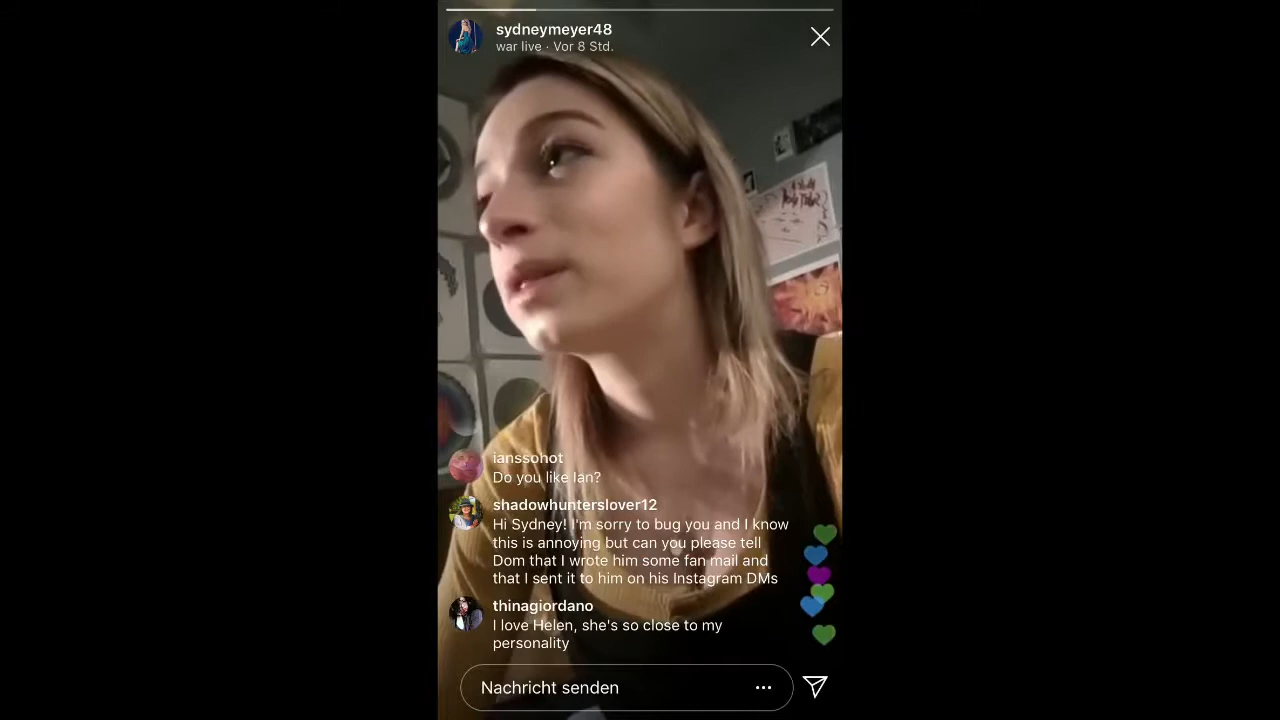 sydneymeyer48
war live · Vor 8 Std.
ianssohot
Do you like Ian?
shadowhunterslover12
Hi Sydney! I'm sorry to bug you and I know
this is annoying but can you please tell
Dom that I wrote him some fan mail and
that I sent it to him on his Instagram DMs
thinagiordano
I love Helen, she's so close to my
personality
Nachricht senden